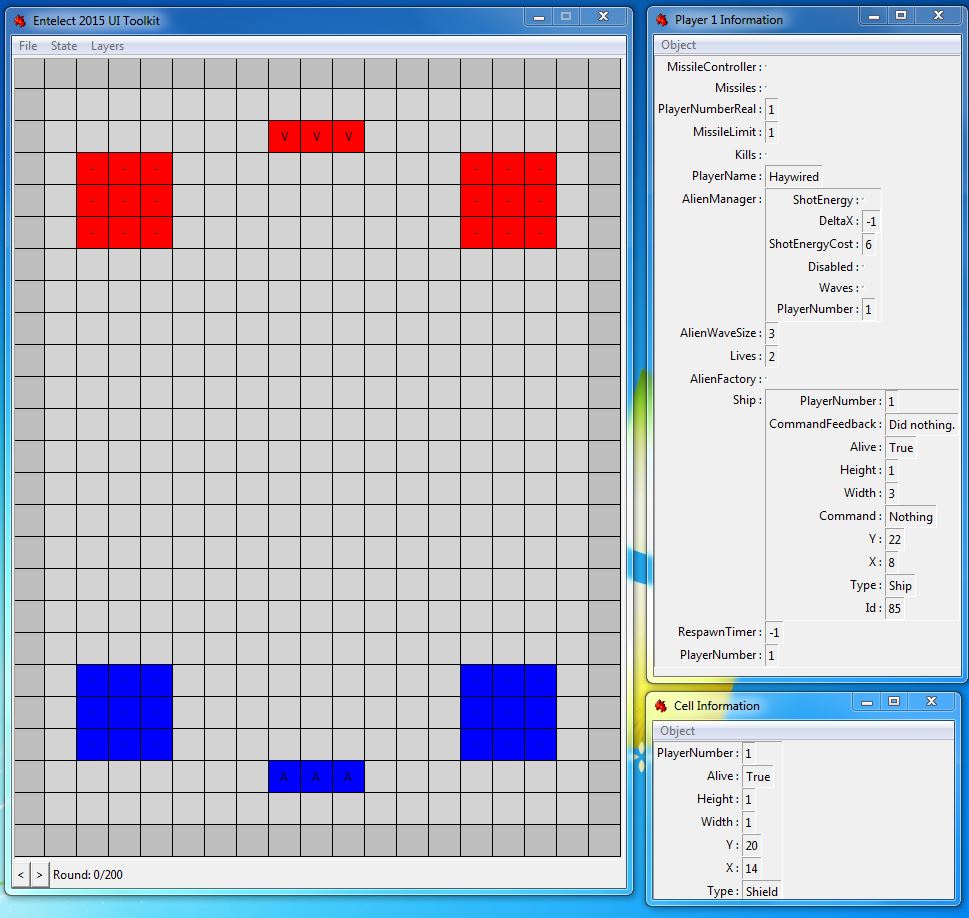 Entelect 2015 UI Toolkit
File State Layers
V V V
- - - - - -
- - - - - -
- - - - - -
- - - - - -
- - - - - -
- - - - - -
A A A
< > Round: 0/200
Player 1 Information
Object
MissileController :
Missiles :
PlayerNumberReal : 1
MissileLimit : 1
Kills :
PlayerName : Haywired
AlienManager :
ShotEnergy :
DeltaX : -1
ShotEnergyCost : 6
Disabled :
Waves :
PlayerNumber : 1
AlienWaveSize : 3
Lives : 2
AlienFactory :
Ship :
PlayerNumber : 1
CommandFeedback : Did nothing.
Alive : True
Height : 1
Width : 3
Command : Nothing
Y : 22
X : 8
Type : Ship
Id : 85
RespawnTimer : -1
PlayerNumber : 1
Cell Information
Object
PlayerNumber : 1
Alive : True
Height : 1
Width : 1
Y : 20
X : 14
Type : Shield